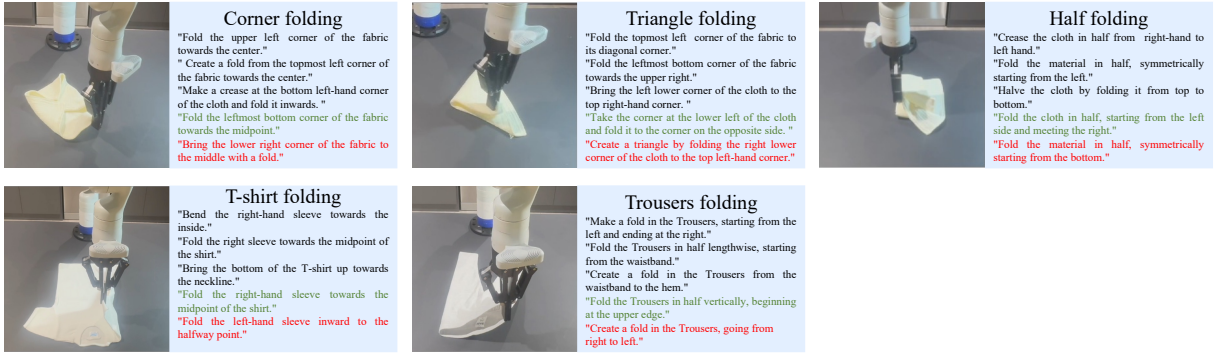 Corner folding
"Fold the upper left corner of the fabric
towards the center."
" Create a fold from the topmost left corner of
the fabric towards the center."
"Make a crease at the bottom left-hand corner
of the cloth and fold it inwards. "
"Fold the leftmost bottom corner of the fabric
towards the midpoint."
"Bring the lower right corner of the fabric to
the middle with a fold."
Triangle folding
"Fold the topmost left corner of the fabric to
its diagonal corner."
"Fold the leftmost bottom corner of the fabric
towards the upper right."
"Bring the left lower corner of the cloth to the
top right-hand corner. "
"Take the corner at the lower left of the cloth
and fold it to the corner on the opposite side. "
"Create a triangle by folding the right lower
corner of the cloth to the top left-hand corner."
Half folding
"Crease the cloth in half from right-hand to
left hand."
"Fold the material in half, symmetrically
starting from the left."
"Halve the cloth by folding it from top to
bottom."
"Fold the cloth in half, starting from the left
side and meeting the right."
"Fold the material in half, symmetrically
starting from the bottom."
T-shirt folding
"Bend the right-hand sleeve towards the
inside."
"Fold the right sleeve towards the midpoint of
the shirt."
"Bring the bottom of the T-shirt up towards
the neckline."
"Fold the right-hand sleeve towards the
midpoint of the shirt."
"Fold the left-hand sleeve inward to the
halfway point."
Trousers folding
"Make a fold in the Trousers, starting from the
left and ending at the right."
"Fold the Trousers in half lengthwise, starting
from the waistband."
"Create a fold in the Trousers from the
waistband to the hem."
"Fold the Trousers in half vertically, beginning
at the upper edge."
"Create a fold in the Trousers, going from
right to left."